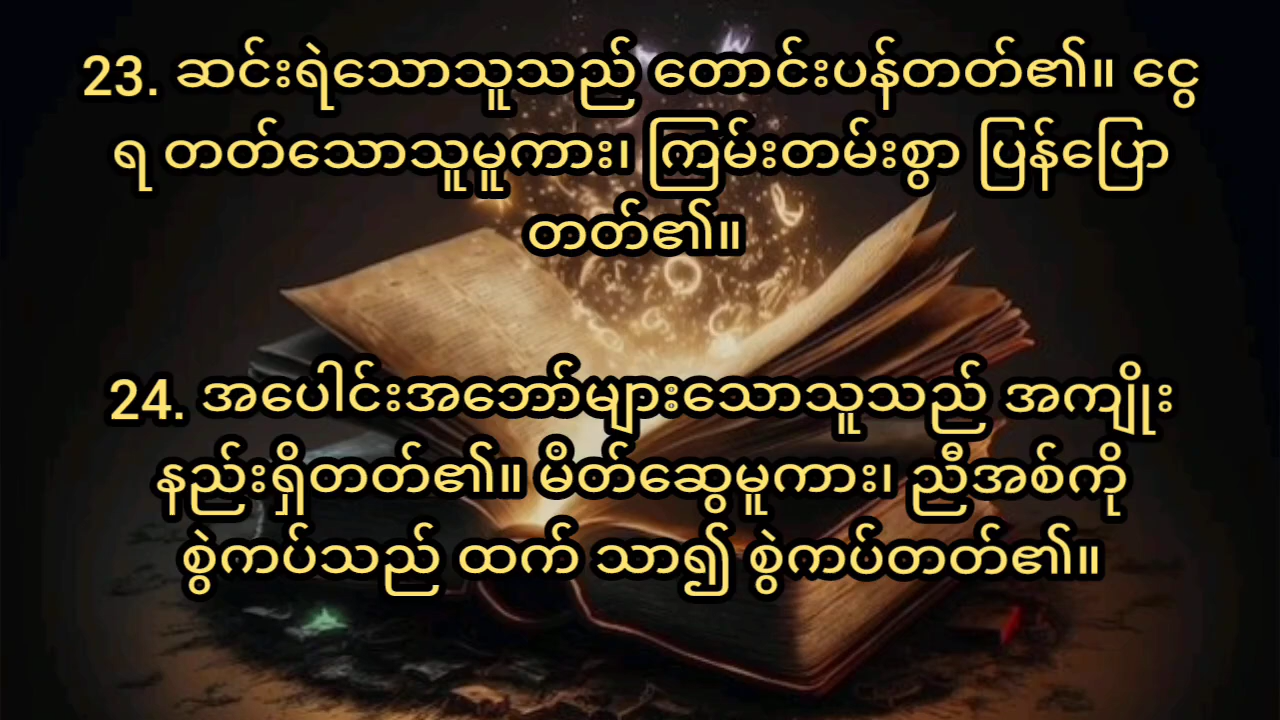 23. ဆင်းရဲသောသူသည် တောင်းပန်တတ်၏။ ငွေ
ရ တတ်သောသူမူကား၊ ကြမ်းတမ်းစွာ ပြန်ပြော
တတ်၏။
24. အပေါင်းအဘော်များသောသူသည် အကျိုး
နည်းရှိတတ်၏။ မိတ်ဆွေမူကား၊ ညီအစ်ကို
စွဲကပ်သည် ထက် သာ၍ စွဲကပ်တတ်၏။